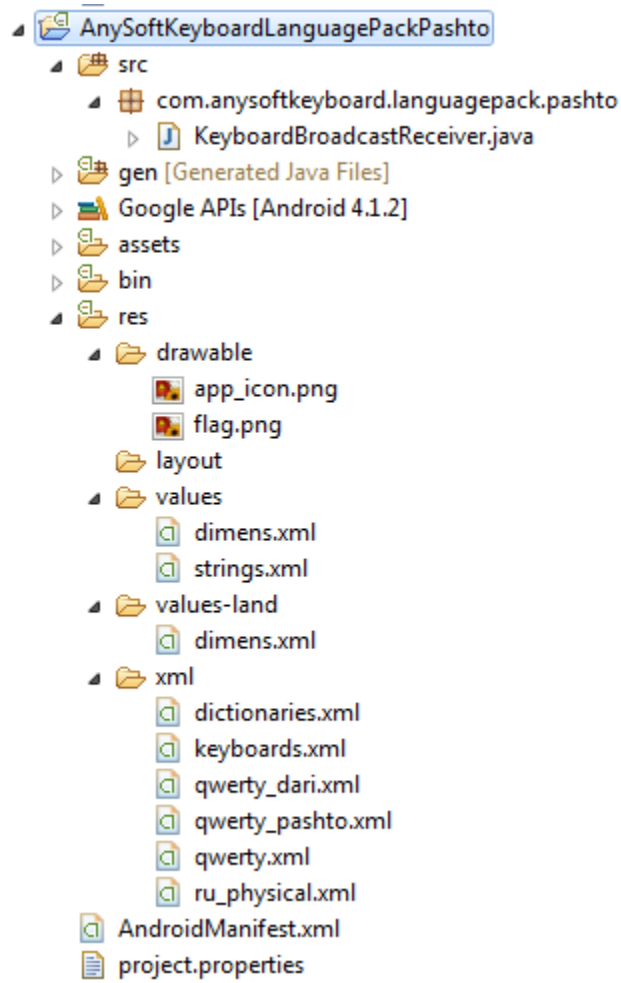 AnySoftKeyboardLanguagePackPashto
src
com.anysoftkeyboard.languagepack.pashto
KeyboardBroadcastReceiver.java
gen [Generated Java Files]
Google APIs [Android 4.1.2]
assets
bin
res
drawable
app_icon.png
flag.png
layout
values
dimens.xml
strings.xml
values-land
dimens.xml
xml
dictionaries.xml
keyboards.xml
qwerty_dari.xml
qwerty_pashto.xml
qwerty.xml
ru_physical.xml
AndroidManifest.xml
project.properties